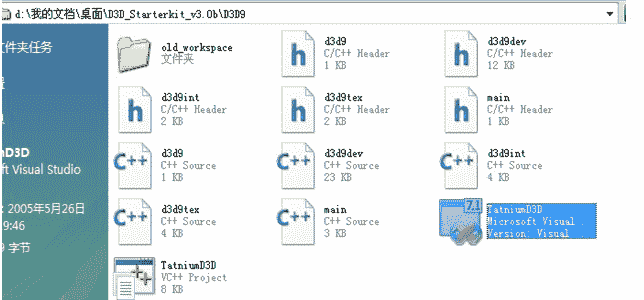 d:\我的文档\桌面\D3D_Starterkit_v3.0b\D3D9
文件夹任务
mD3D
ft Visual Studio
: 2005年5月26日
9:46
9 字节
old_workspace
文件夹
d3d9
C/C++ Header
1 KB
d3d9dev
C/C++ Header
12 KB
d3d9int
C/C++ Header
2 KB
d3d9tex
C/C++ Header
2 KB
main
C/C++ Header
1 KB
d3d9
C++ Source
1 KB
d3d9dev
C++ Source
23 KB
d3d9int
C++ Source
4 KB
d3d9tex
C++ Source
4 KB
main
C++ Source
3 KB
7.1
TatniumD3D
Microsoft Visual ...
Version: Visual ...
TatniumD3D
VC++ Project
8 KB